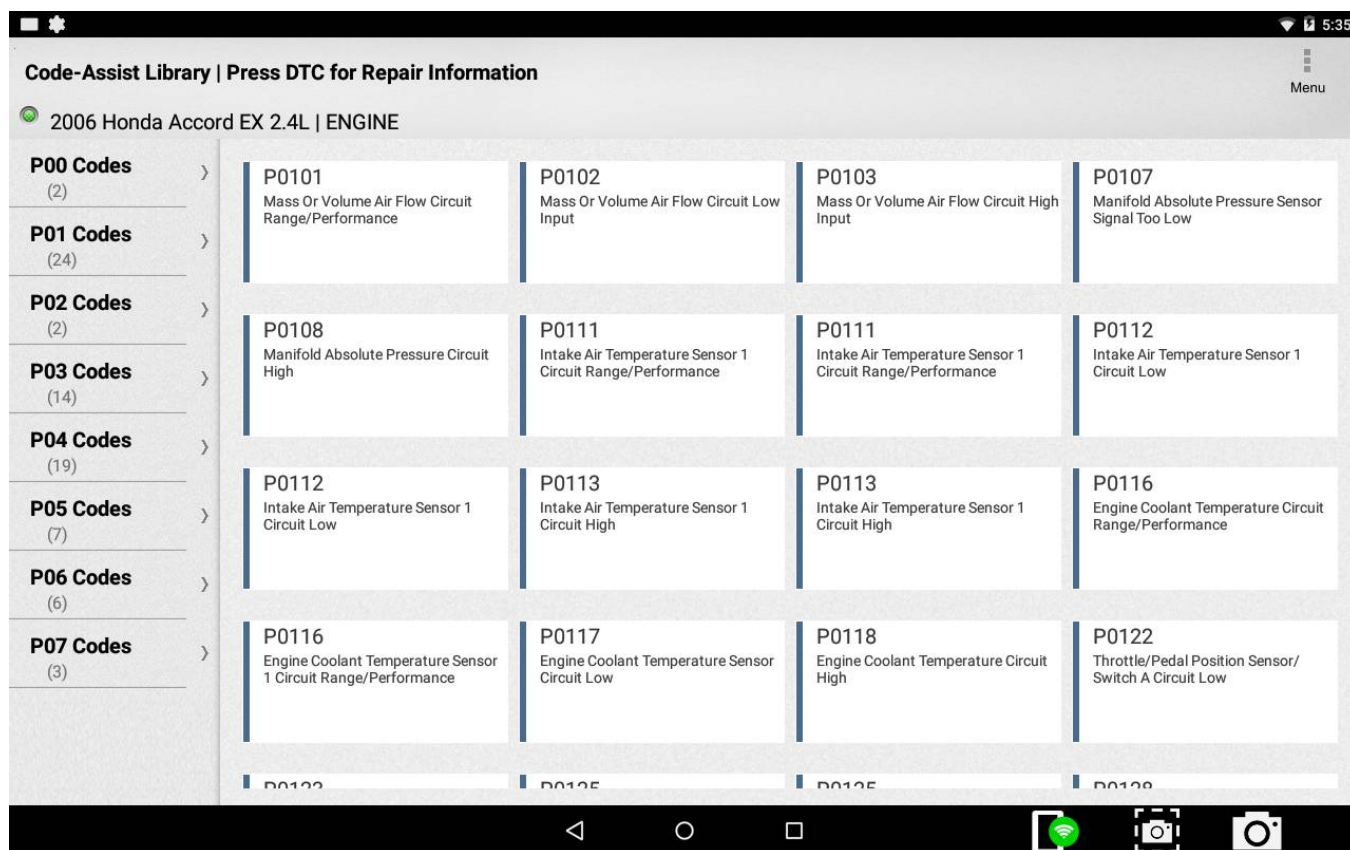 5:35
Code-Assist Library | Press DTC for Repair Information
Menu
2006 Honda Accord EX 2.4L | ENGINE
P00 Codes
(2)
P01 Codes
(24)
P02 Codes
(2)
P03 Codes
(14)
P04 Codes
(19)
P05 Codes
(7)
P06 Codes
(6)
P07 Codes
(3)
P0101
Mass Or Volume Air Flow Circuit
Range/Performance
P0102
Mass Or Volume Air Flow Circuit Low
Input
P0103
Mass Or Volume Air Flow Circuit High
Input
P0107
Manifold Absolute Pressure Sensor
Signal Too Low
P0108
Manifold Absolute Pressure Circuit
High
P0111
Intake Air Temperature Sensor 1
Circuit Range/Performance
P0111
Intake Air Temperature Sensor 1
Circuit Range/Performance
P0112
Intake Air Temperature Sensor 1
Circuit Low
P0112
Intake Air Temperature Sensor 1
Circuit Low
P0113
Intake Air Temperature Sensor 1
Circuit High
P0113
Intake Air Temperature Sensor 1
Circuit High
P0116
Engine Coolant Temperature Circuit
Range/Performance
P0116
Engine Coolant Temperature Sensor
1 Circuit Range/Performance
P0117
Engine Coolant Temperature Sensor
Circuit Low
P0118
Engine Coolant Temperature Circuit
High
P0122
Throttle/Pedal Position Sensor/
Switch A Circuit Low